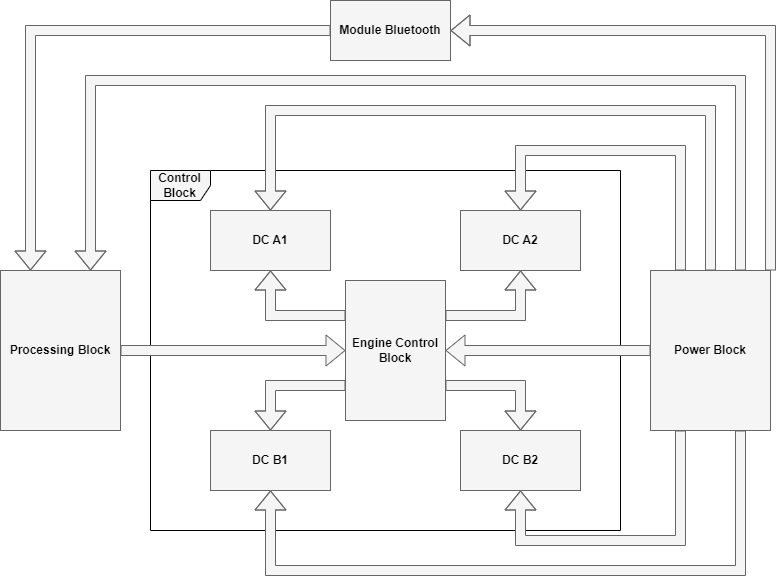 Module Bluetooth
Control
Block
DC A1
DC A2
Processing Block
Engine Control
Block
Power Block
DC B1
DC B2